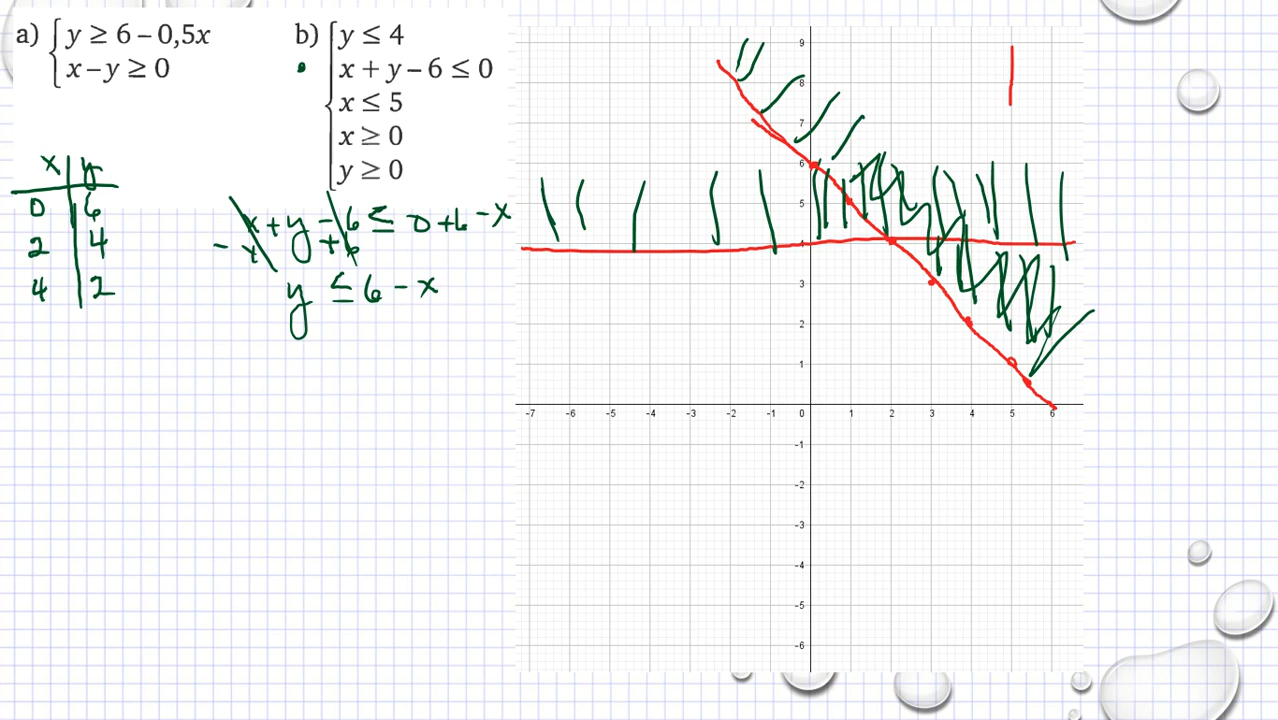 a) { y ≥ 6 – 0,5x
x – y ≥ 0
b) { y ≤ 4
x + y – 6 ≤ 0
x ≤ 5
x ≥ 0
y ≥ 0
x | y
0 | 6
2 | 4
4 | 2
x + y – 6 ≤ 0 + 6 – x
– x + 6
y ≤ 6 – x
9
8
7
6
5
4
3
2
1
-7 -6 -5 -4 -3 -2 -1 0 1 2 3 4 5 6
-1
-2
-3
-4
-5
-6